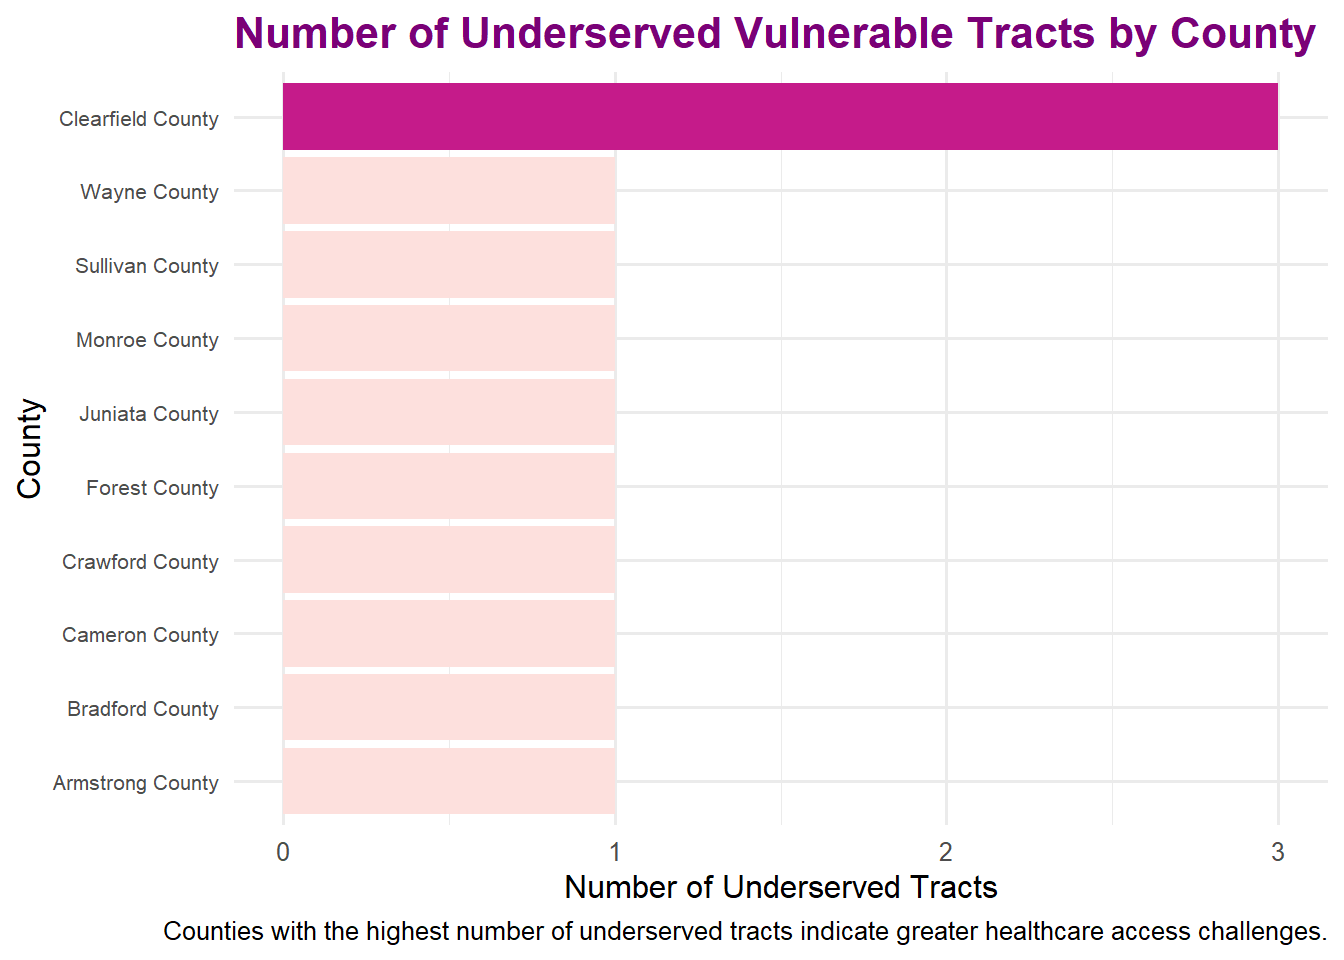 Number of Underserved Vulnerable Tracts by County
Clearfield County
Wayne County
Sullivan County
Monroe County
Juniata County
Forest County
Crawford County
Cameron County
Bradford County
Armstrong County
County
0 1 2 3
Number of Underserved Tracts
Counties with the highest number of underserved tracts indicate greater healthcare access challenges.